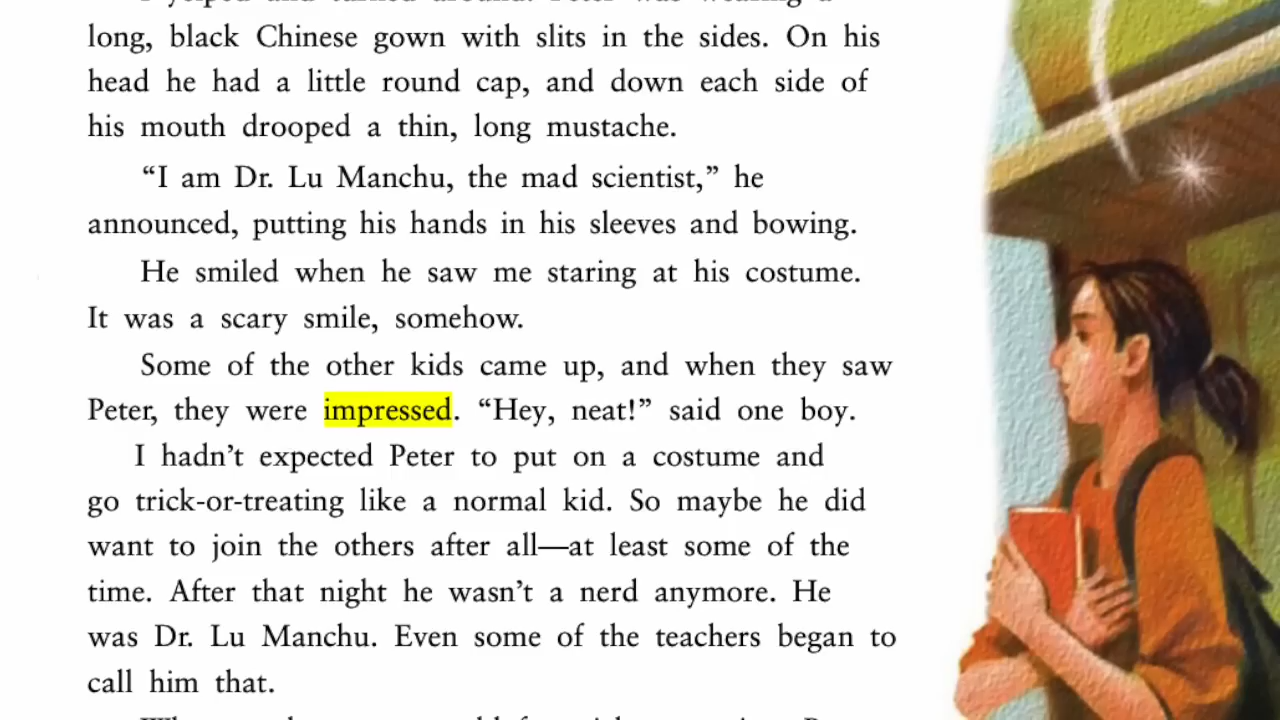 long, black Chinese gown with slits in the sides. On his
head he had a little round cap, and down each side of
his mouth drooped a thin, long mustache.
“I am Dr. Lu Manchu, the mad scientist,” he
announced, putting his hands in his sleeves and bowing.
He smiled when he saw me staring at his costume.
It was a scary smile, somehow.
Some of the other kids came up, and when they saw
Peter, they were impressed. “Hey, neat!” said one boy.
I hadn’t expected Peter to put on a costume and
go trick-or-treating like a normal kid. So maybe he did
want to join the others after all—at least some of the
time. After that night he wasn’t a nerd anymore. He
was Dr. Lu Manchu. Even some of the teachers began to
call him that.